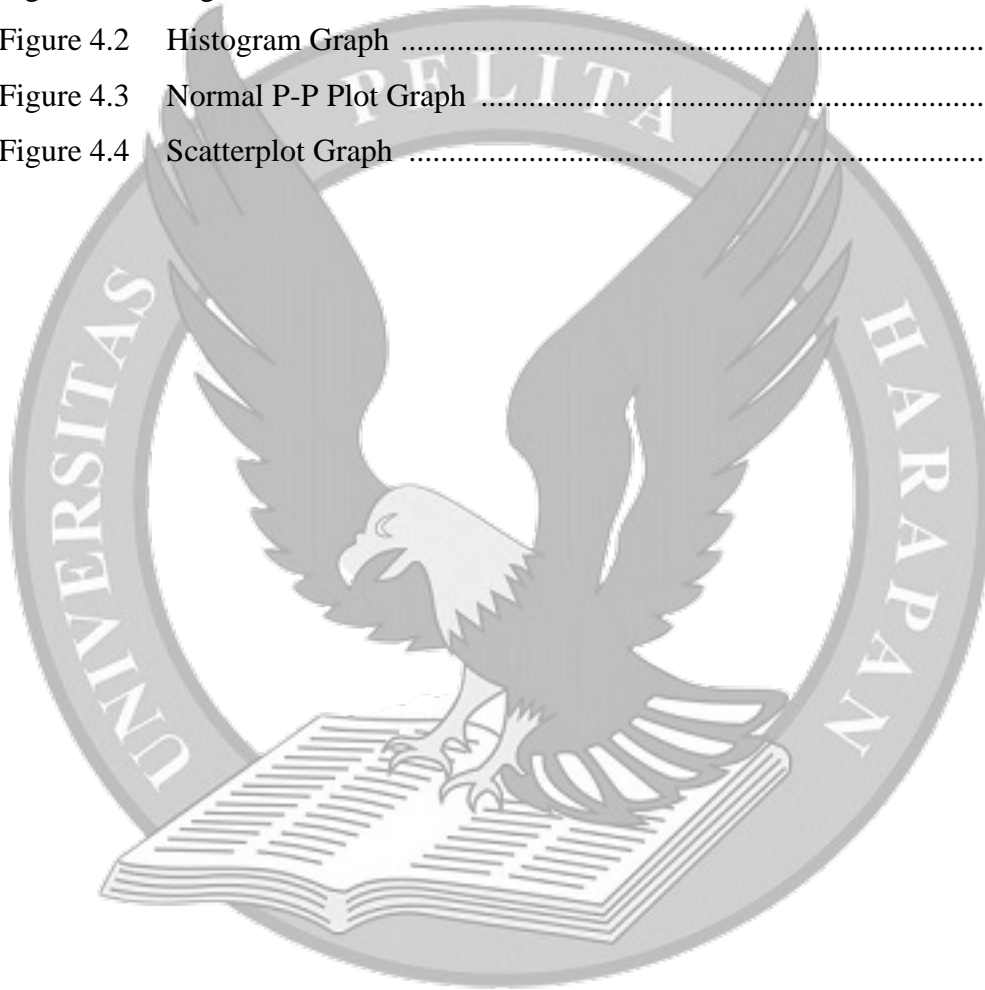 Figure 4.2 Histogram Graph ........................................................................
Figure 4.3 Normal P-P Plot Graph ..............................................................
Figure 4.4 Scatterplot Graph .......................................................................
UNIVERSITAS PELITA HARAPAN